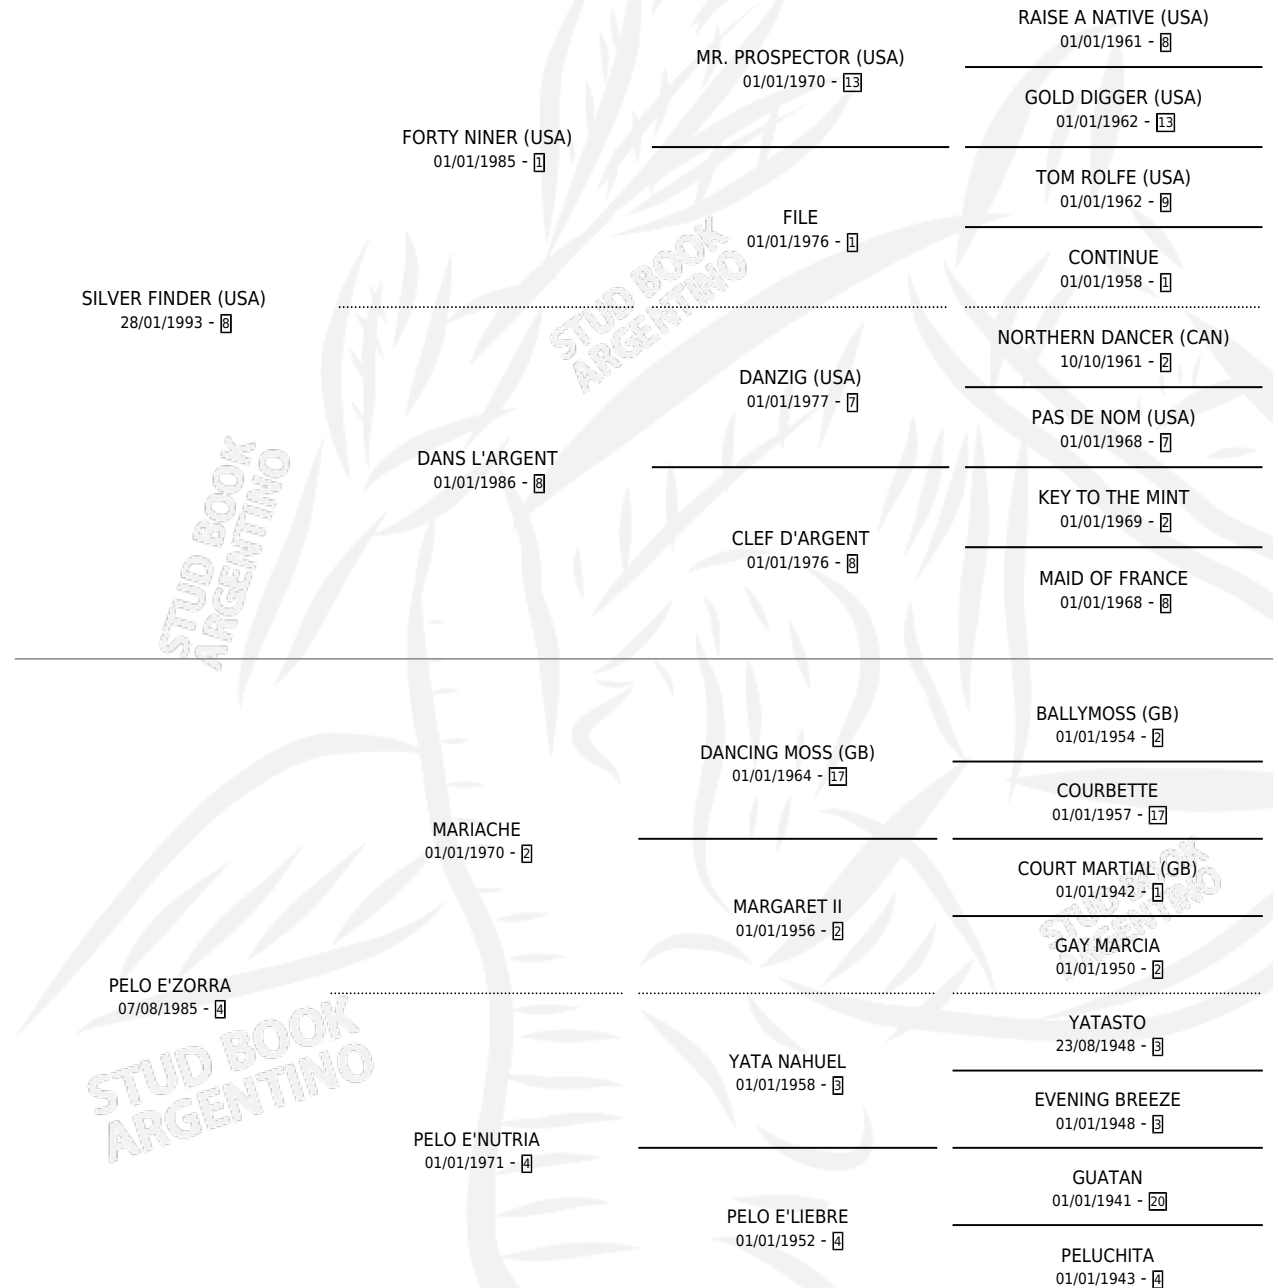 RAISE A NATIVE (USA)
01/01/1961 - 8
MR. PROSPECTOR (USA)
01/01/1970 - 13
GOLD DIGGER (USA)
01/01/1962 - 13
FORTY NINER (USA)
01/01/1985 - 1
TOM ROLFE (USA)
01/01/1962 - 9
FILE
01/01/1976 - 1
CONTINUE
01/01/1958 - 1
SILVER FINDER (USA)
28/01/1993 - 8
NORTHERN DANCER (CAN)
10/10/1961 - 2
DANZIG (USA)
01/01/1977 - 7
PAS DE NOM (USA)
01/01/1968 - 7
DANS L'ARGENT
01/01/1986 - 8
KEY TO THE MINT
01/01/1969 - 2
CLEF D'ARGENT
01/01/1976 - 8
MAID OF FRANCE
01/01/1968 - 8
BALLYMOSS (GB)
01/01/1954 - 2
DANCING MOSS (GB)
01/01/1964 - 17
COURBETTE
01/01/1957 - 17
MARIACHE
01/01/1970 - 2
COURT MARTIAL (GB)
01/01/1942 - 1
MARGARET II
01/01/1956 - 2
GAY MARCIA
01/01/1950 - 2
PELO E'ZORRA
07/08/1985 - 4
YATASTO
23/08/1948 - 3
YATA NAHUEL
01/01/1958 - 3
EVENING BREEZE
01/01/1948 - 3
PELO E'NUTRIA
01/01/1971 - 4
GUATAN
01/01/1941 - 20
PELO E'LIEBRE
01/01/1952 - 4
PELUCHITA
01/01/1943 - 4
STUD BOOK
ARGENTINO
STUD BOOK
ARGENTINO
STUD BOOK
ARGENTINO
STUD BOOK
ARGENTINO